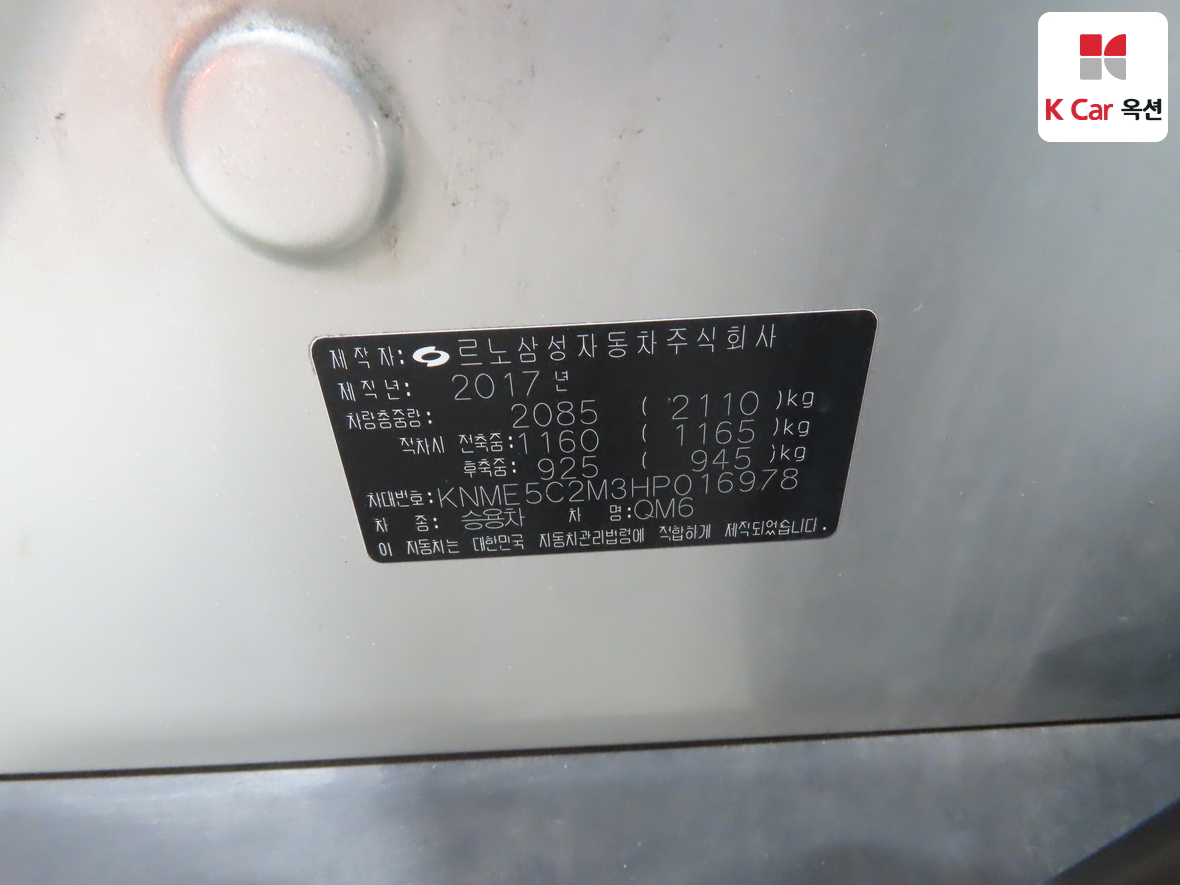 K Car 옥션
제작자: 르노삼성자동차주식회사
제작년: 2017년
차량총중량: 2085 ( 2110 )kg
적차시 전축중:1160 ( 1165 )kg
후축중: 925 ( 945 )kg
차대번호:KNME5C2M3HP016978
차 종: 승용차 차 명:QM6
이 자동차는 대한민국 자동차관리법령에 적합하게 제작되었습니다.